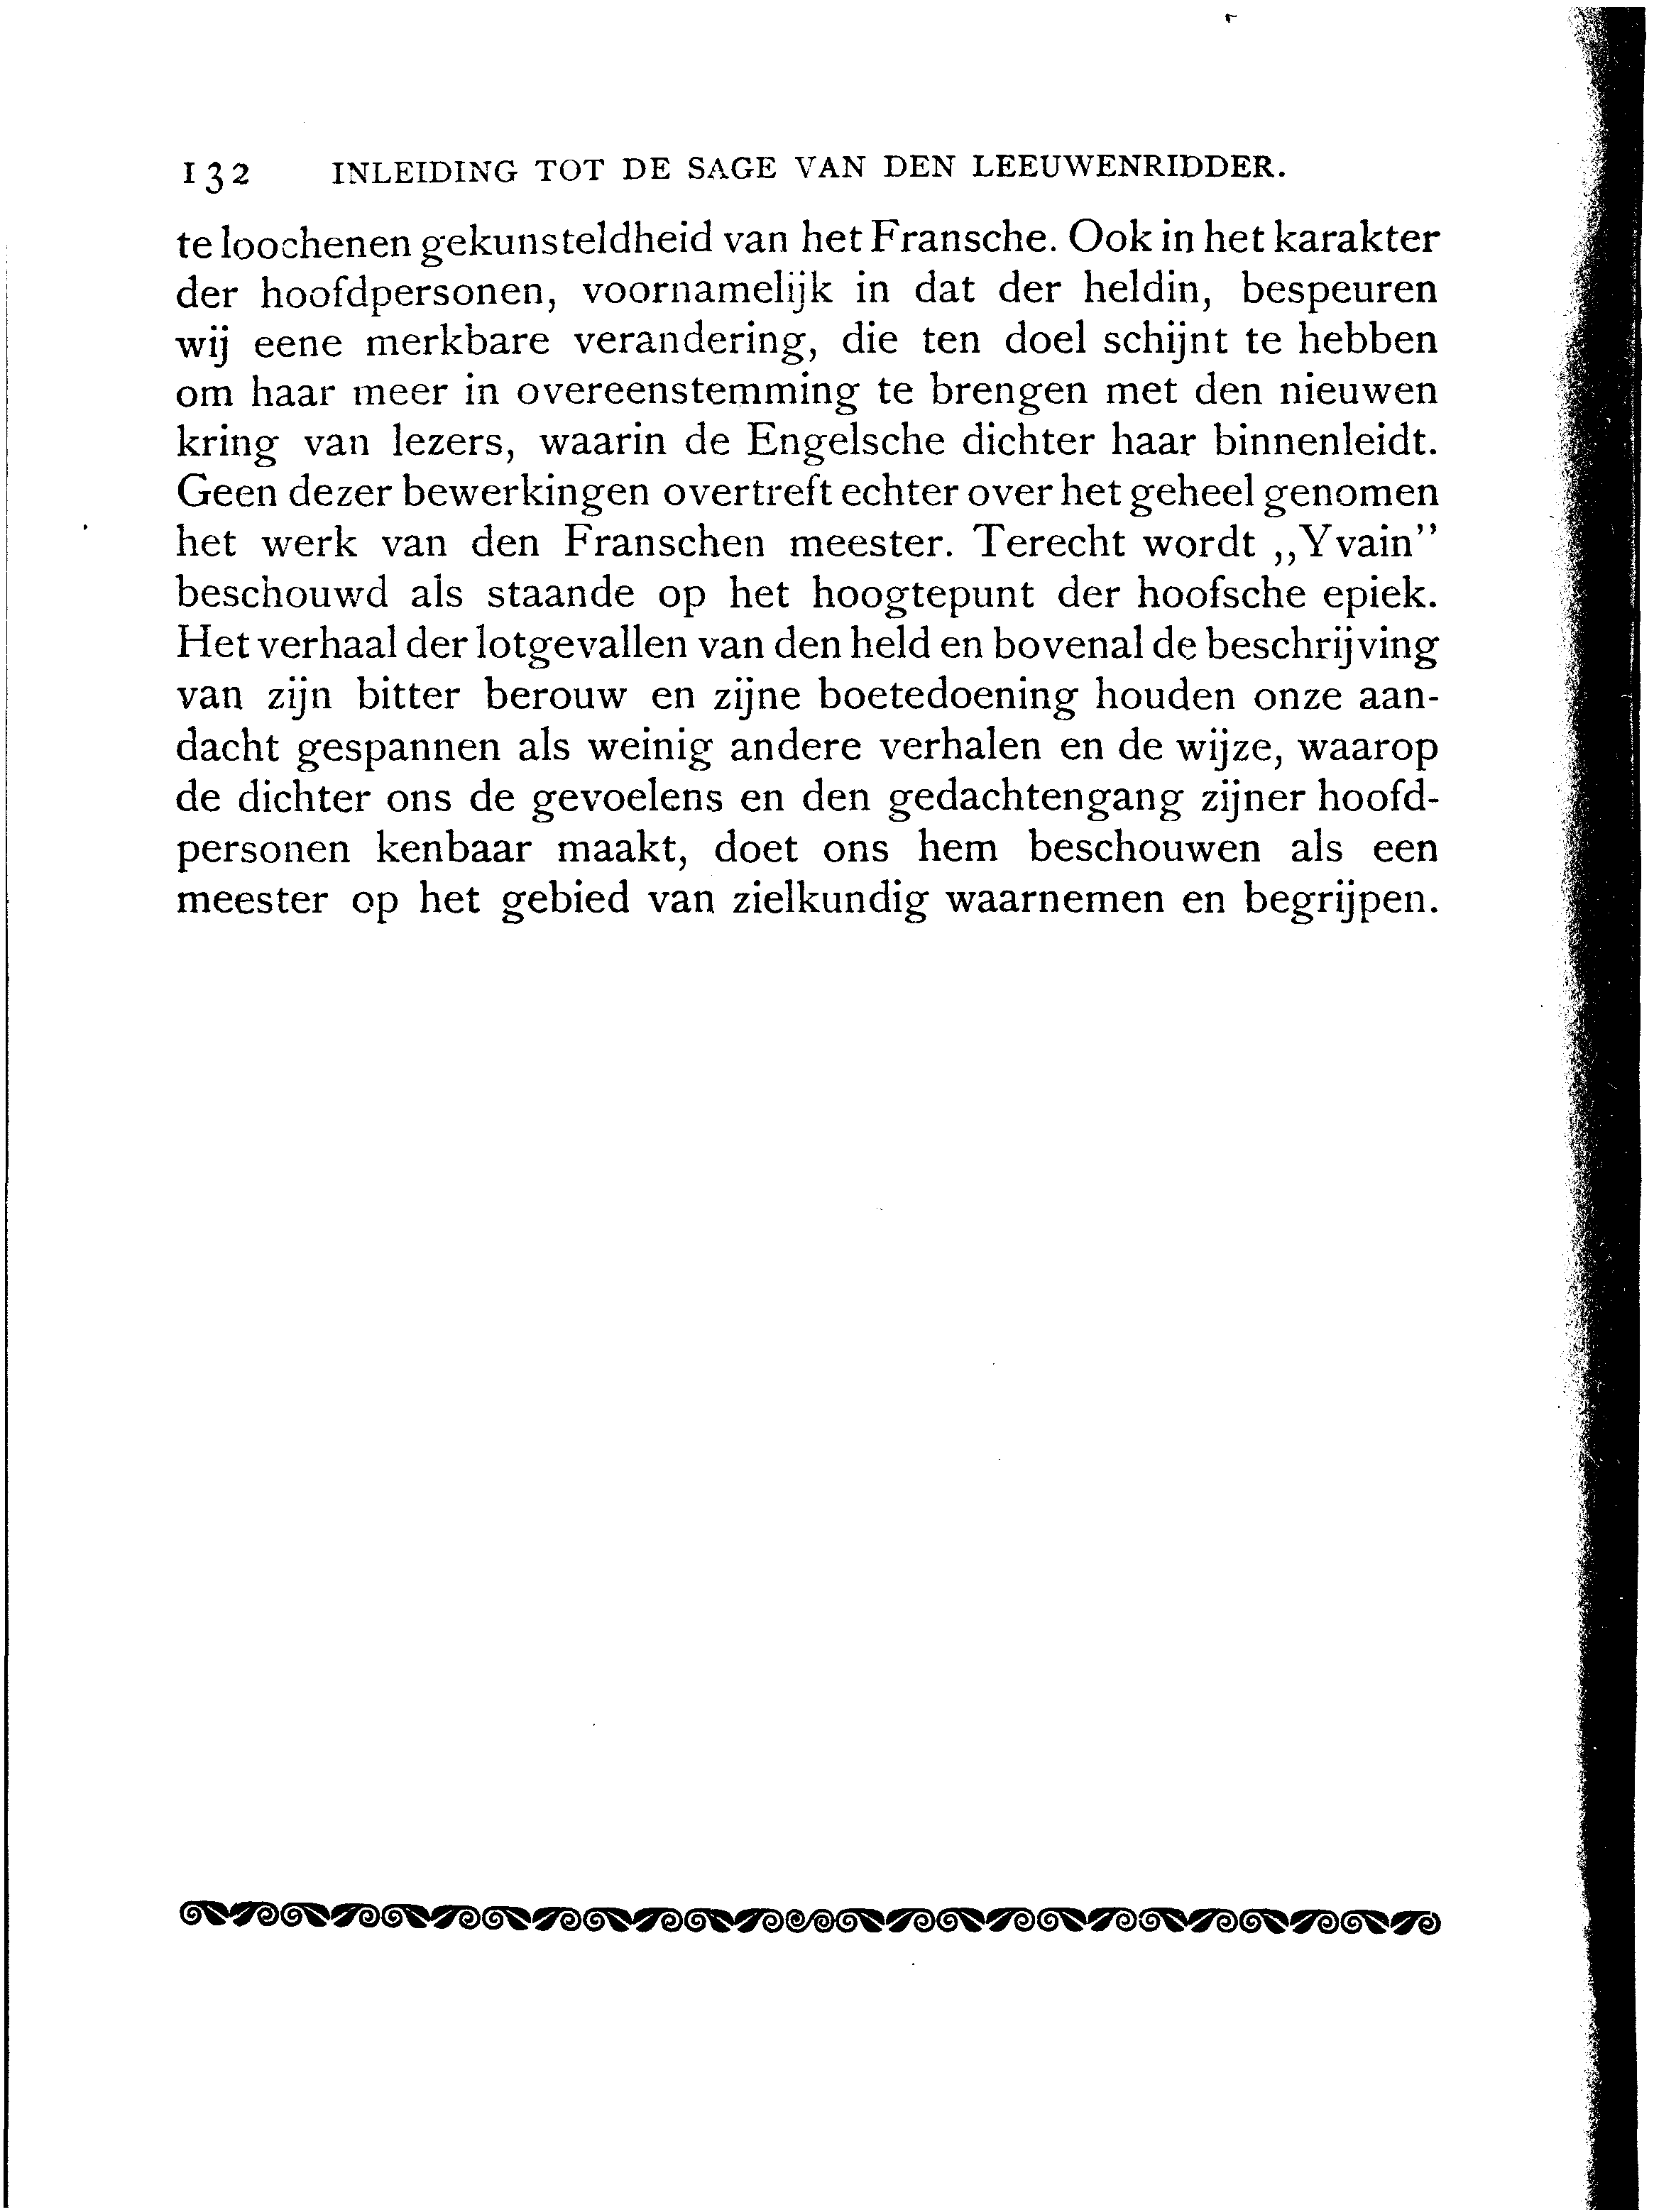 132 INLEIDING TOT DE SAGE VAN DEN LEEUWENRIDDER.
te loochenen gekunsteldheid van het Fransche. Ook in het karakter
der hoofdpersonen, voornamelijk in dat der heldin, bespeuren
wij eene merkbare verandering, die ten doel schijnt te hebben
om haar meer in overeenstemming te brengen met den nieuwen
kring van lezers, waarin de Engelsche dichter haar binnenleidt.
Geen dezer bewerkingen overtreft echter over het geheel genomen
het werk van den Franschen meester. Terecht wordt ,,Yvain”
beschouwd als staande op het hoogtepunt der hoofsche epiek.
Het verhaal der lotgevallen van den held en bovenal de beschrijving
van zijn bitter berouw en zijne boetedoening houden onze aan-
dacht gespannen als weinig andere verhalen en de wijze, waarop
de dichter ons de gevoelens en den gedachtengang zijner hoofd-
personen kenbaar maakt, doet ons hem beschouwen als een
meester op het gebied van zielkundig waarnemen en begrijpen.